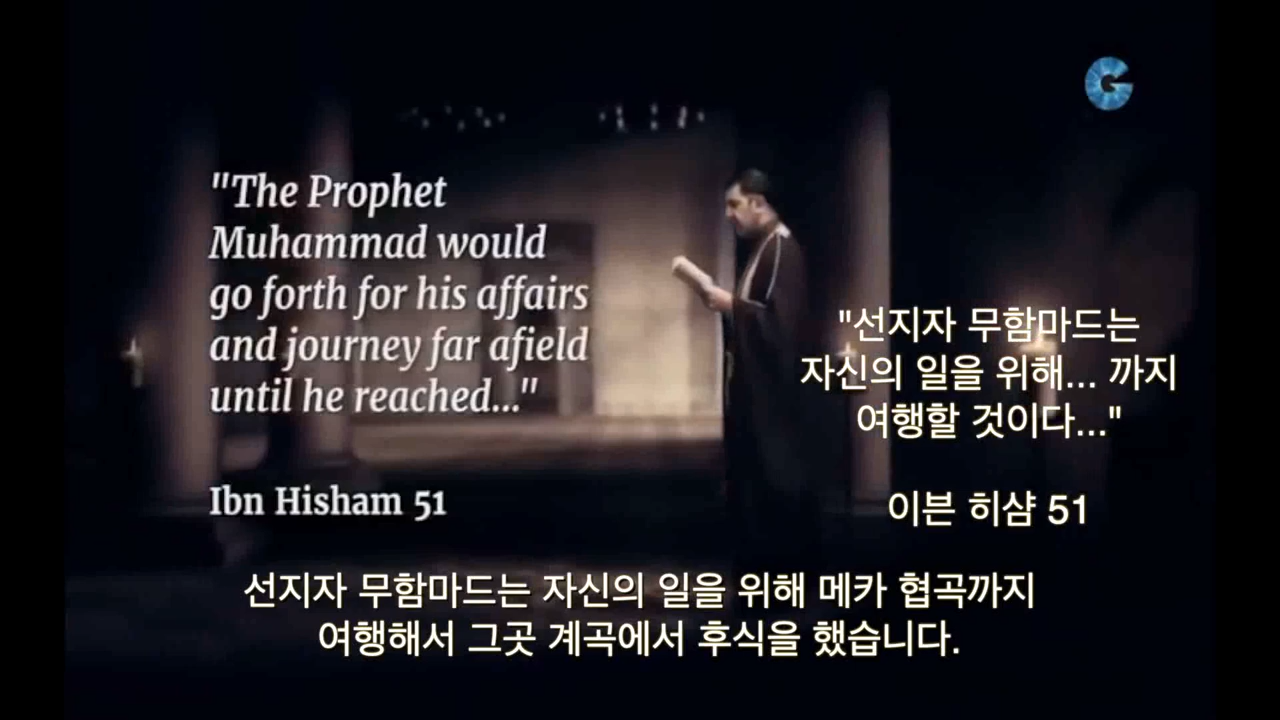 "The Prophet
Muhammad would
go forth for his affairs
and journey far afield
until he reached..."
Ibn Hisham 51
"선지자 무함마드는
자신의 일을 위해... 까지
여행할 것이다..."
이븐 히샴 51
선지자 무함마드는 자신의 일을 위해 메카 협곡까지
여행해서 그곳 계곡에서 후식을 했습니다.